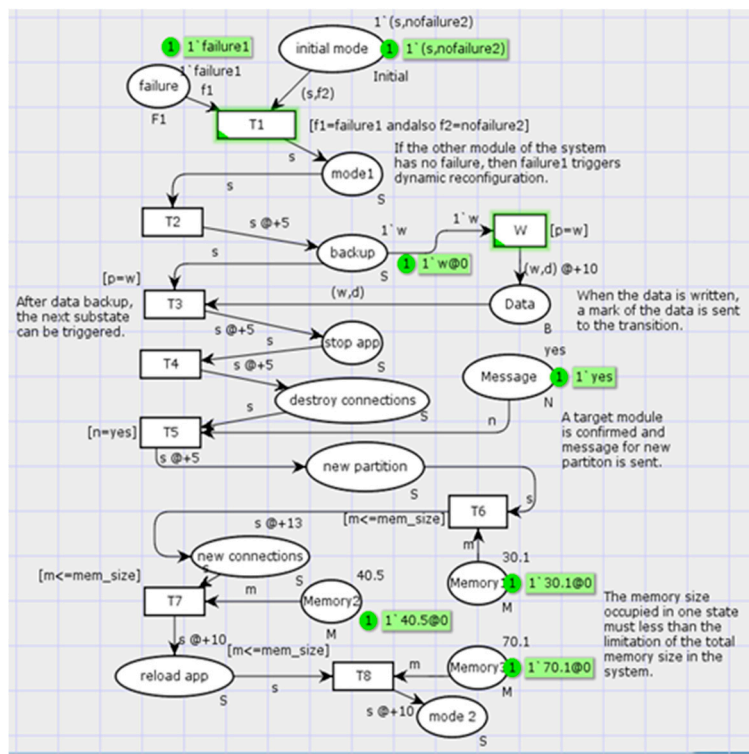 1`(s,nofailure2)
1 1`failure1
initial mode
1 1`(s,nofailure2)
Initial
1`failure1
failure
f1
(s,f2)
F1
T1
[f1=failure1 andalso f2=nofailure2]
If the other module of the system
has no failure, then failure1 triggers
dynamic reconfiguration.
s
mode1
S
s
T2
s @+5
1`w
1`w
W
[p=w]
backup
S
1 1`w@0
s
(w,d) @+10
[p=w]
After data backup,
the next substate
can be triggered.
T3
(w,d)
Data
B
When the data is written,
a mark of the data is sent
to the transition.
s @+5
s
stop app
S
T4
s @+5
yes
Message
1 1`yes
N
destroy connections
S
s
[n=yes]
T5
n
A target module
is confirmed and
message for new
partiton is sent.
s @+5
new partition
S
s
T6
[m<=mem_size]
s @+13
m
new connections
S
s
30.1
Memory1
1 1`30.1@0
M
[m<=mem_size]
T7
m
40.5
Memory2
1 1`40.5@0
M
The memory size
occupied in one state
must less than the
limitation of the total
memory size in the
system.
s @+10
[m<=mem_size]
70.1
reload app
S
s
T8
m
Memory3
1 1`70.1@0
M
s @+10
mode 2
S